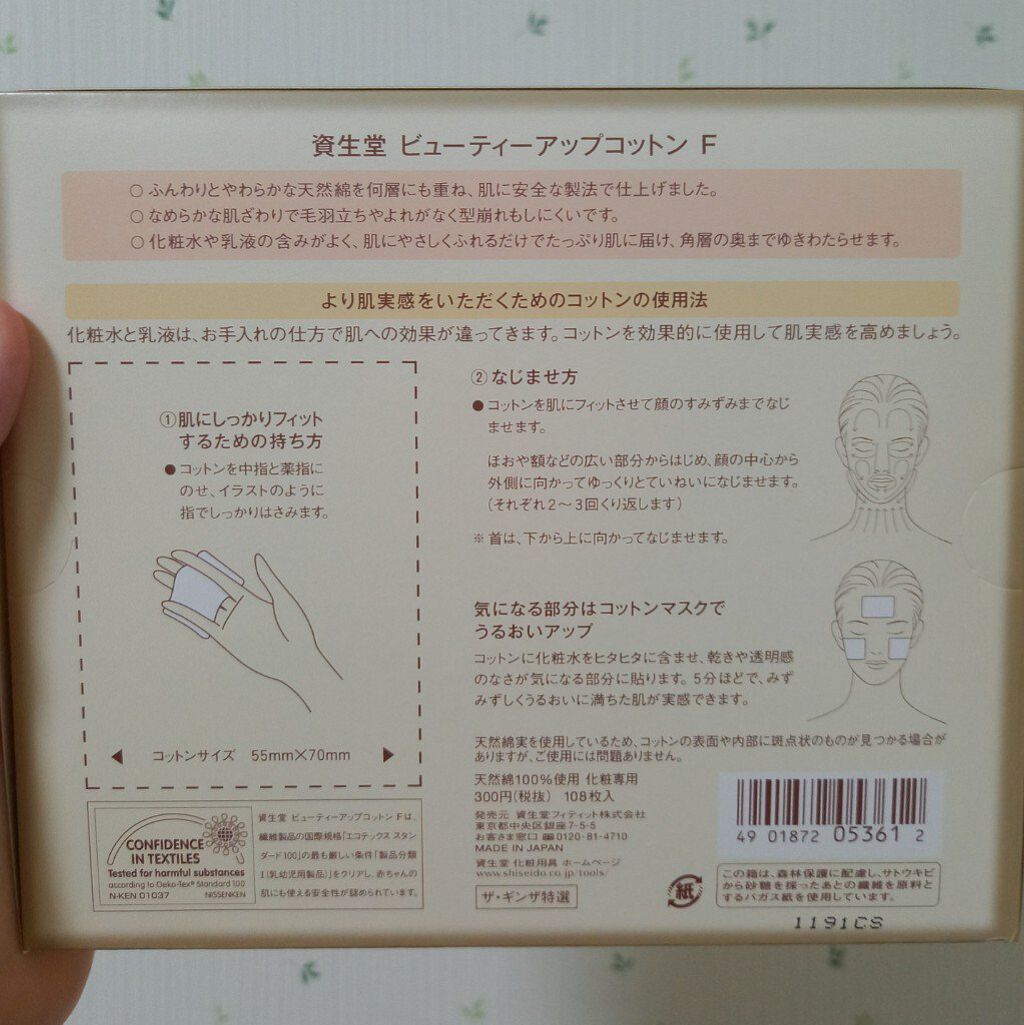 資生堂 ビューティーアップコットン F
○ ふんわりとやわらかな天然綿を何層にも重ね、肌に安全な製法で仕上げました。
○ なめらかな肌ざわりで毛羽立ちやよれがなく型崩れもしにくいです。
○ 化粧水や乳液の含みがよく、肌にやさしくふれるだけでたっぷり肌に届け、角層の奥までゆきわたらせます。
より肌実感をいただくためのコットンの使用法
化粧水と乳液は、お手入れの仕方で肌への効果が違ってきます。コットンを効果的に使用して肌実感を高めましょう。
①肌にしっかりフィット
するための持ち方
● コットンを中指と薬指に
のせ、イラストのように
指でしっかりはさみます。
コットンサイズ 55mm×70mm
② なじませ方
● コットンを肌にフィットさせて顔のすみずみまでなじ
ませます。
ほおや額などの広い部分からはじめ、顔の中心から
外側に向かってゆっくりとていねいになじませます。
(それぞれ2〜3回くり返します)
※ 首は、下から上に向かってなじませます。
気になる部分はコットンマスクで
うるおいアップ
コットンに化粧水をヒタヒタに含ませ、乾きや透明感
のなさが気になる部分に貼ります。5分ほどで、みず
みずしくうるおいに満ちた肌が実感できます。
天然綿実を使用しているため、コットンの表面や内部に斑点状のものが見つかる場合が
ありますが、ご使用には問題ありません。
天然綿100%使用 化粧専用
300円(税抜) 108枚入
発売元 資生堂フィティット株式会社
東京都中央区銀座7-5-5
お客さま窓口 0120-81-4710
MADE IN JAPAN
資生堂 化粧用具 ホームページ
www.shiseido.co.jp/tools/
ザ・ギンザ特選
CONFIDENCE
IN TEXTILES
Tested for harmful substances
according to Oeko-Tex® Standard 100
N-KEN 01037 NISSENKEN
資生堂 ビューティーアップコットン Fは、
繊維製品の国際規格「エコテックス スタン
ダード100」の最も厳しい条件「製品分類
I(乳幼児用製品)」をクリアし、赤ちゃんの
肌にも使える安全性が認められています。
4 901872 053612
紙
この箱は、森林保護に配慮し、サトウキビ
から砂糖を採ったあとの繊維を原料と
するバガス紙を使用しています。
1191CS